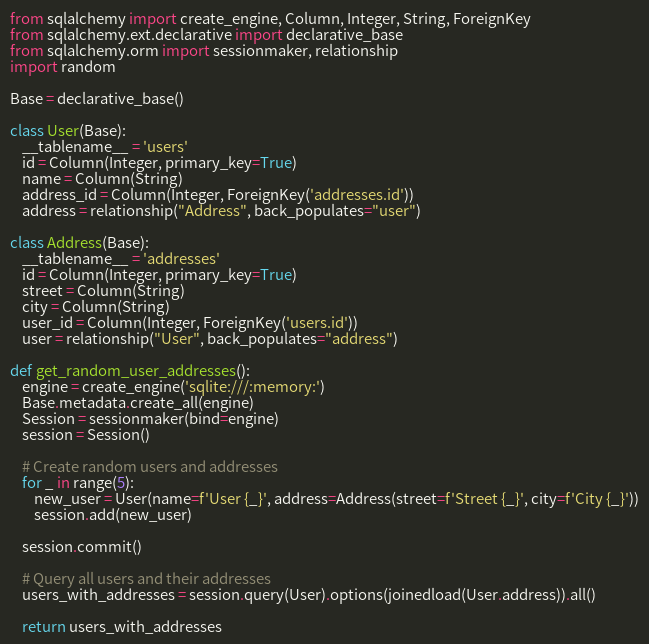 from sqlalchemy import create_engine, Column, Integer, String, ForeignKey
from sqlalchemy.ext.declarative import declarative_base
from sqlalchemy.orm import sessionmaker, relationship
import random

Base = declarative_base()

class User(Base):
    __tablename__ = 'users'
    id = Column(Integer, primary_key=True)
    name = Column(String)
    address_id = Column(Integer, ForeignKey('addresses.id'))
    address = relationship("Address", back_populates="user")

class Address(Base):
    __tablename__ = 'addresses'
    id = Column(Integer, primary_key=True)
    street = Column(String)
    city = Column(String)
    user_id = Column(Integer, ForeignKey('users.id'))
    user = relationship("User", back_populates="address")

def get_random_user_addresses():
    engine = create_engine('sqlite:///:memory:')
    Base.metadata.create_all(engine)
    Session = sessionmaker(bind=engine)
    session = Session()

    # Create random users and addresses
    for _ in range(5):
        new_user = User(name=f'User {_}', address=Address(street=f'Street {_}', city=f'City {_}'))
        session.add(new_user)

    session.commit()

    # Query all users and their addresses
    users_with_addresses = session.query(User).options(joinedload(User.address)).all()

    return users_with_addresses